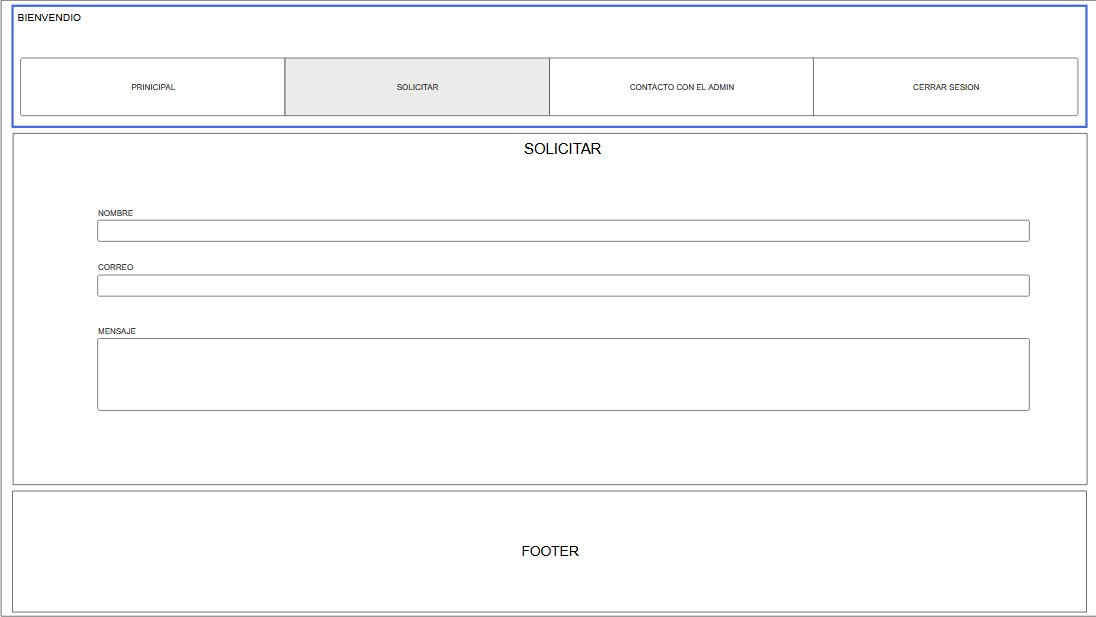 BIENVENDIO
PRINICIPAL
SOLICITAR
CONTACTO CON EL ADMIN
CERRAR SESION
SOLICITAR
NOMBRE
CORREO
MENSAJE
FOOTER